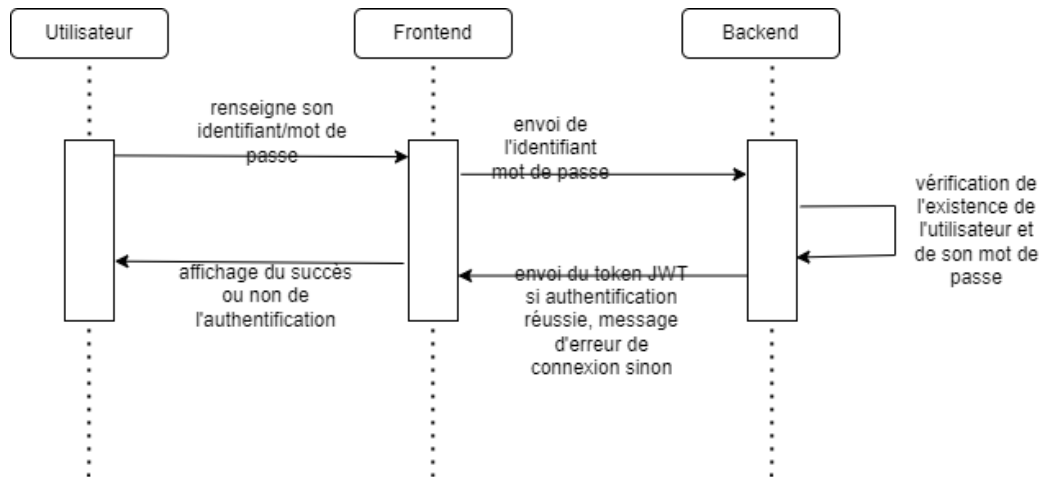 Utilisateur
Frontend
Backend
renseigne son
identifiant/mot de
passe
envoi de
l'identifiant
mot de passe
vérification de
l'existence de
l'utilisateur et
de son mot de
passe
affichage du succès
ou non de
l'authentification
envoi du token JWT
si authentification
réussie, message
d'erreur de
connexion sinon